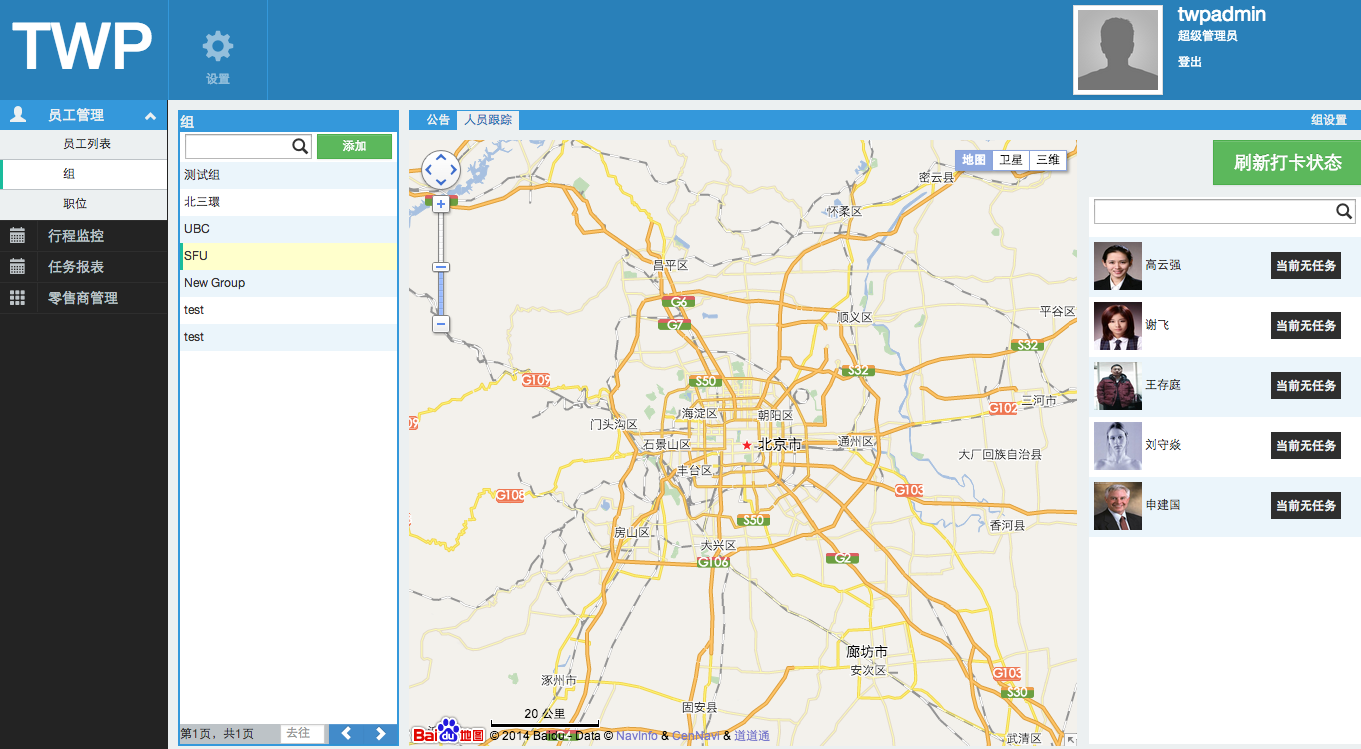 TWP
设置
twpadmin
超级管理员
登出
员工管理
员工列表
组
职位
行程监控
任务报表
零售商管理
组
添加
测试组
北三環
UBC
SFU
New Group
test
test
第1页，共1页
去往
公告
人员跟踪
组设置
地图
卫星
三维
密云县
怀柔区
昌平区
G6
G7
顺义区
平谷区
S32
S32
G109
S50
G102
三河市
海淀区
朝阳区
门头沟区
石景山区
北京市
通州区
大厂回族自治县
丰台区
G108
G103
S50
房山区
香河县
大兴区
G106
G2
廊坊市
安次区
G103
S30
涿州市
固安县
武清区
20 公里
Bai du 地图
© 2014 Baidu - Data © NavInfo & CenNavi & 道道通
刷新打卡状态
高云强
当前无任务
谢飞
当前无任务
王存庭
当前无任务
刘守焱
当前无任务
申建国
当前无任务